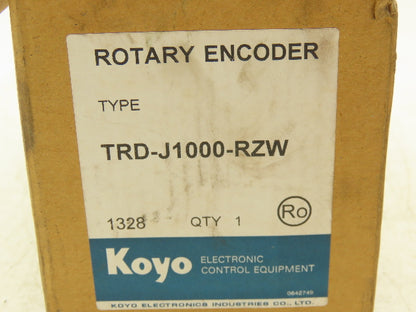 ROTARY ENCODER
TYPE
TRD-J1000-RZW
1328 QTY 1 Ro
Koyo ELECTRONIC
CONTROL EQUIPMENT
0642749
KOYO ELECTRONICS INDUSTRIES CO., LTD.